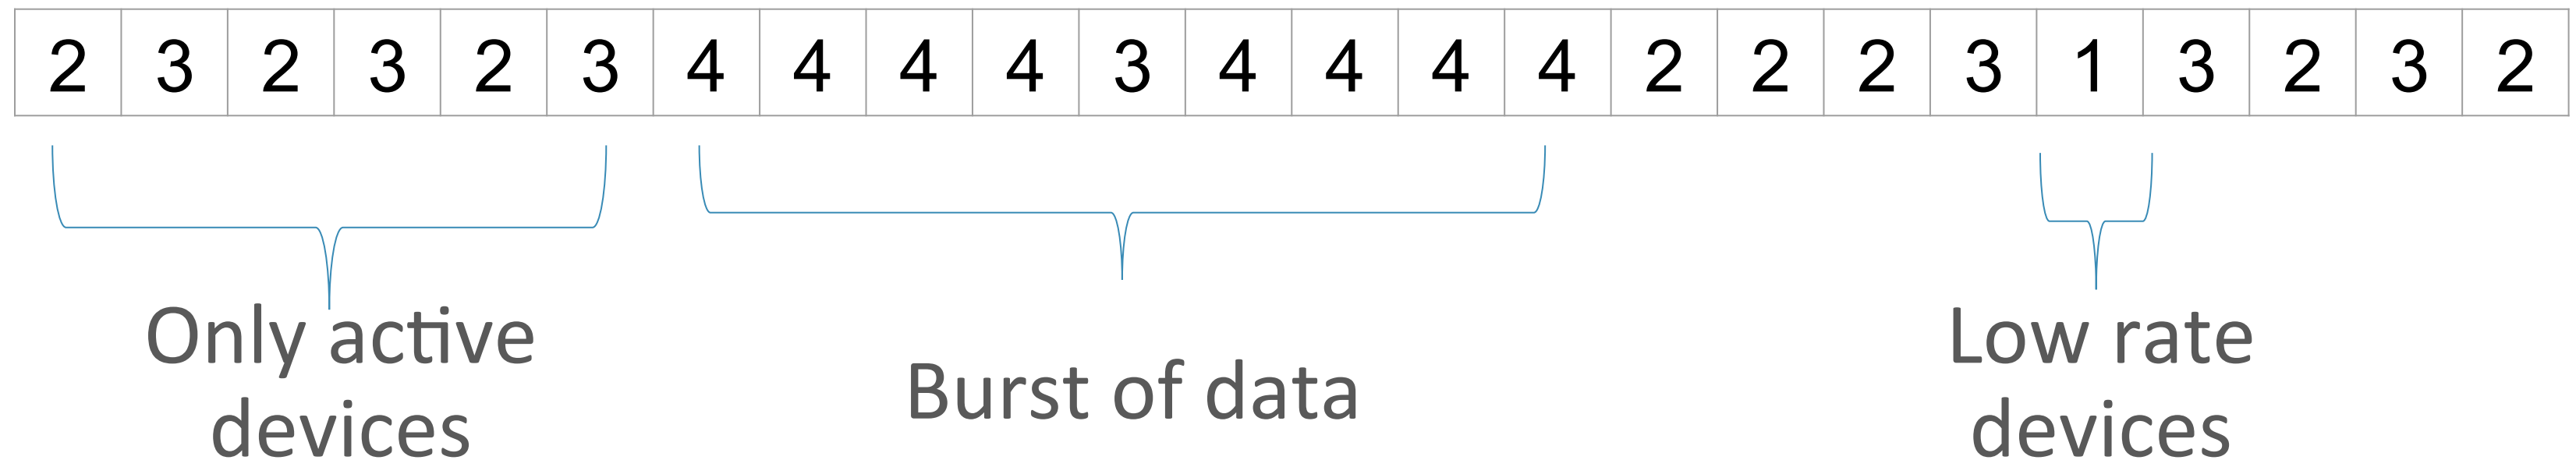 2 3 2 3 2 3 4 4 4 4 3 4 4 4 4 2 2 2 3 1 3 2 3 2
Only active
devices
Burst of data
Low rate
devices